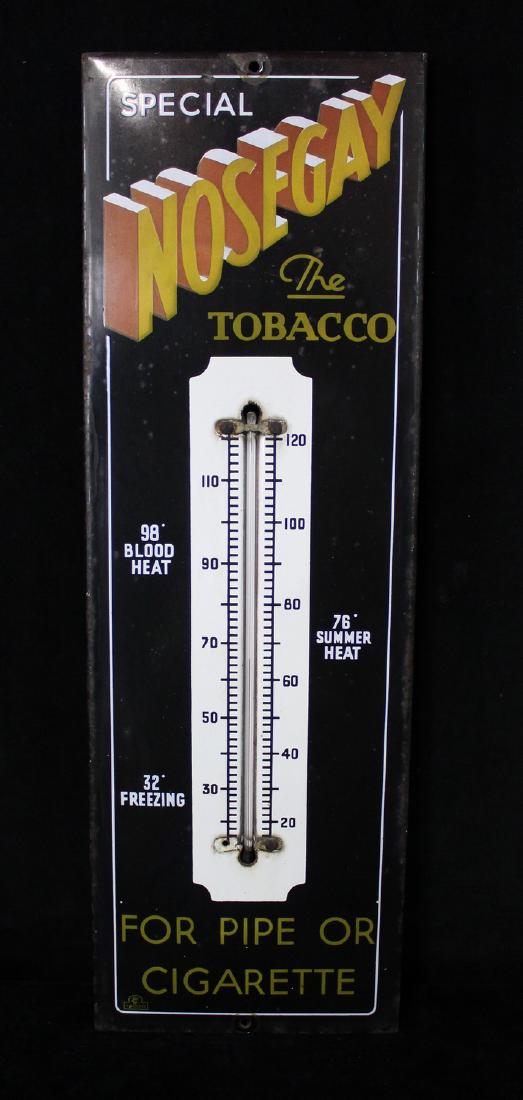 SPECIAL
NOSEGAY
The
TOBACCO
120
110
100
98° BLOOD HEAT
90
80
76° SUMMER HEAT
70
60
50
40
32° FREEZING
30
20
FOR PIPE OR
CIGARETTE